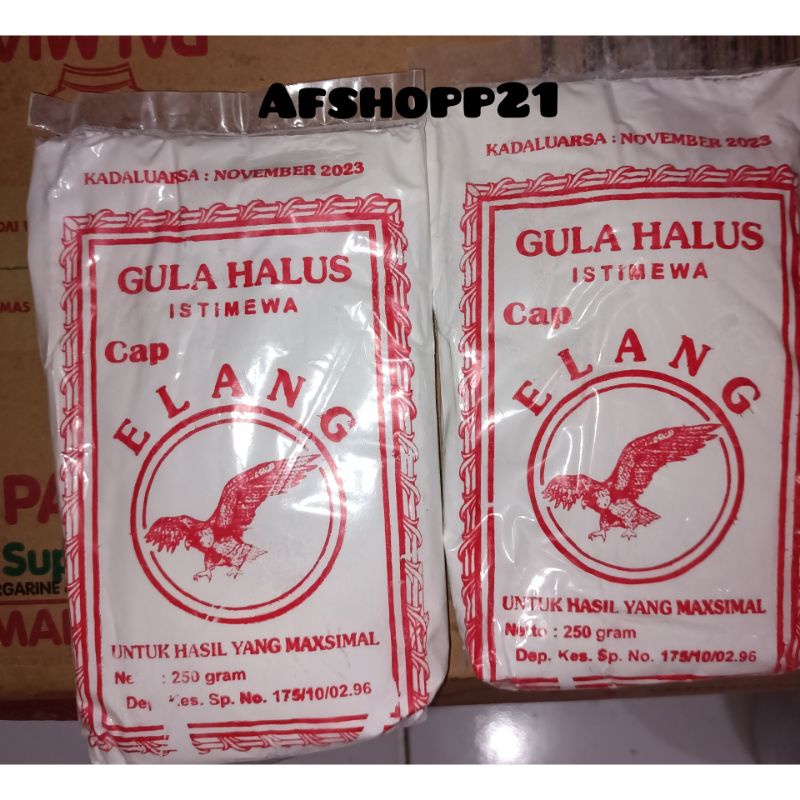 AFSHOPP21
KADALUARSA : NOVEMBER 2023
GULA HALUS
ISTIMEWA
Cap
ELANG
UNTUK HASIL YANG MAXSIMAL
: 250 gram
Kes. Sp. No. 175/10/02.96
KADALUARSA : NOVEMBER 2023
GULA HALUS
ISTIMEWA
Cap
ELANG
UNTUK HASIL YANG MAXSIMAL
Netto : 250 gram
Dep. Kes. Sp. No. 175/10/02.96